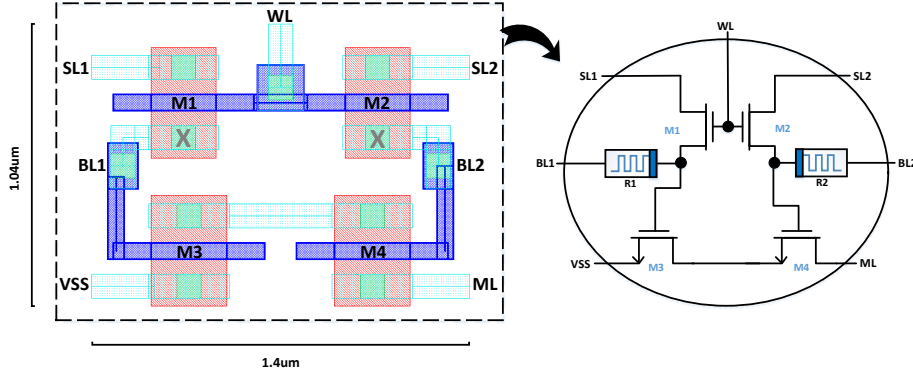 WL
SL1
SL2
M1
M2
X
X
BL1
BL2
M3
M4
VSS
ML
1.04um
1.4um
WL
SL1
SL2
M1
M2
BL1
BL2
R1
R2
VSS
M3
M4
ML